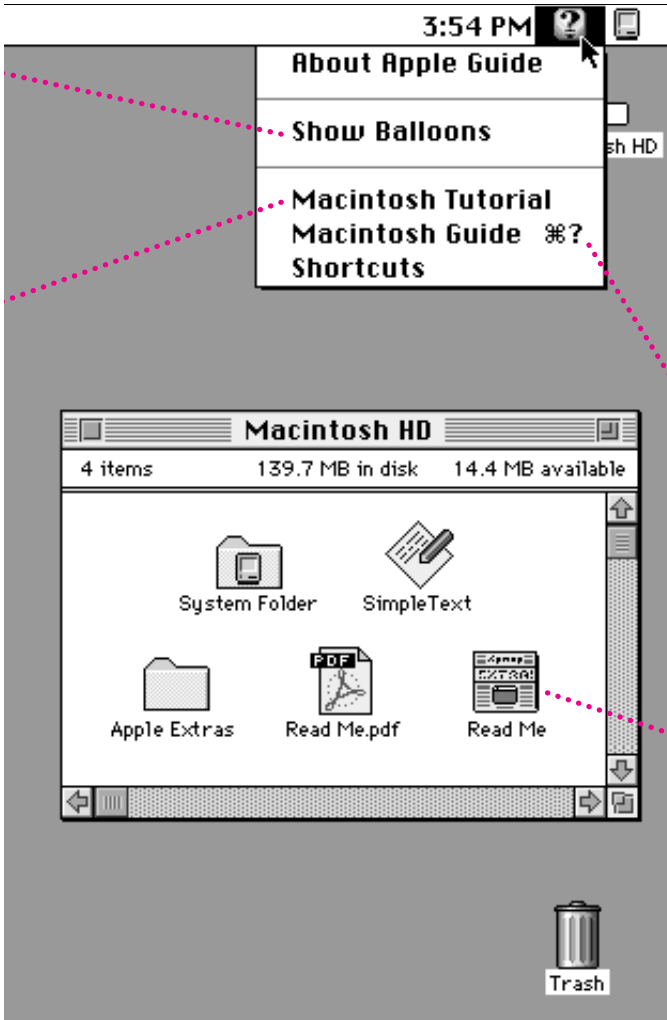 3:54 PM
About Apple Guide
Show Balloons
sh HD
Macintosh Tutorial
Macintosh Guide ⌘?
Shortcuts
Macintosh HD
4 items 139.7 MB in disk 14.4 MB available
System Folder SimpleText
PDF
EXTRA!
Apple Extras Read Me.pdf Read Me
Trash